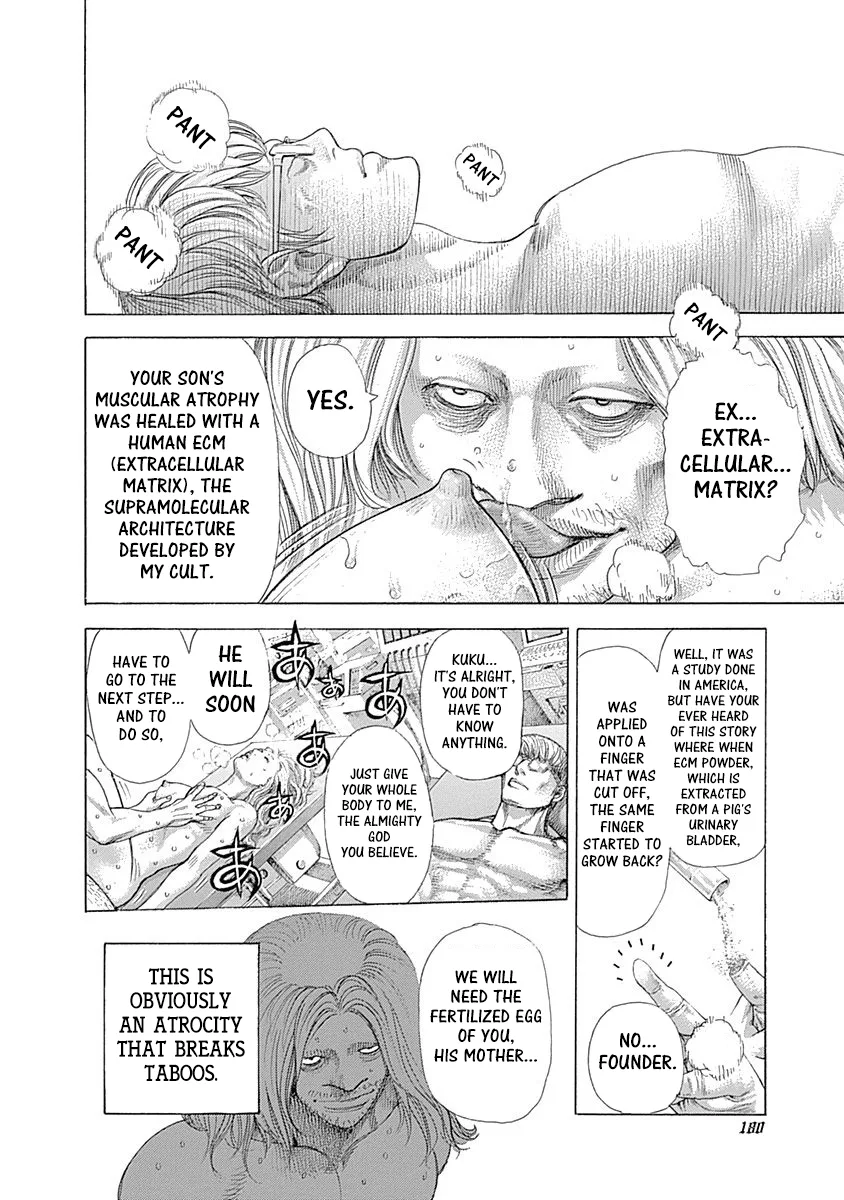 PANT
PANT
PANT
PANT
EX...
EXTRA-
CELLULAR...
MATRIX?
YES.
YOUR SON'S
MUSCULAR ATROPHY
WAS HEALED WITH A
HUMAN ECM
(EXTRACELLULAR
MATRIX), THE
SUPRAMOLECULAR
ARCHITECTURE
DEVELOPED BY
MY CULT.
WELL, IT WAS
A STUDY DONE
IN AMERICA,
BUT HAVE YOUR
EVER HEARD
OF THIS STORY
WHERE WHEN
ECM POWDER,
WHICH IS
EXTRACTED
FROM A PIG'S
URINARY
BLADDER,
WAS
APPLIED
ONTO A
FINGER
THAT WAS
CUT OFF,
THE SAME
FINGER
STARTED TO
GROW BACK?
NO...
FOUNDER.
KUKU...
IT'S ALRIGHT,
YOU DON'T
HAVE TO
KNOW
ANYTHING.
JUST GIVE
YOUR WHOLE
BODY TO ME,
THE ALMIGHTY
GOD
YOU BELIEVE.
あ
あ
あ
あ
あ
あ
HE
WILL
SOON
HAVE TO
GO TO THE
NEXT STEP...
AND TO
DO SO,
WE WILL
NEED THE
FERTILIZED EGG
OF YOU,
HIS MOTHER...
THIS IS
OBVIOUSLY
AN ATROCITY
THAT BREAKS
TABOOS.
180